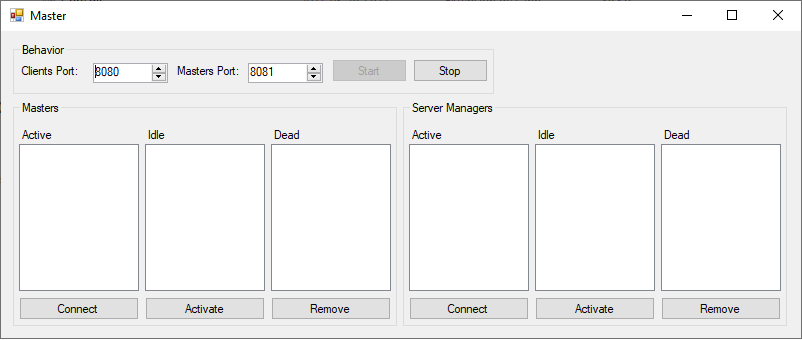 Master
Behavior
Clients Port: 8080 Masters Port: 8081 Start Stop
Masters Server Managers
Active Idle Dead Active Idle Dead
Connect Activate Remove Connect Activate Remove